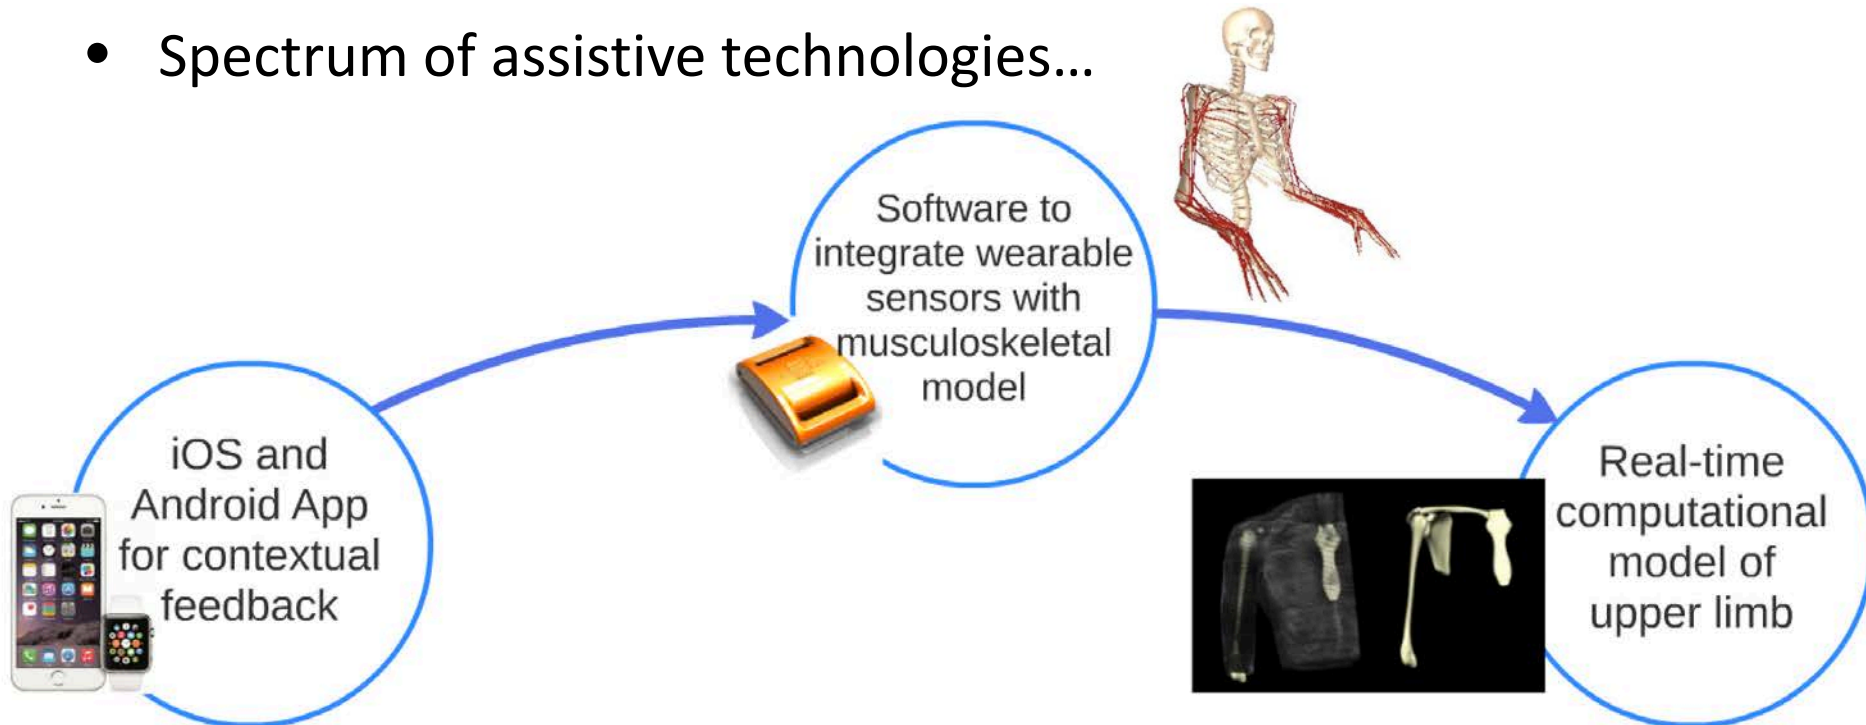 • Spectrum of assistive technologies…
Software to
integrate wearable
sensors with
musculoskeletal
model
iOS and
Android App
for contextual
feedback
Real-time
computational
model of
upper limb